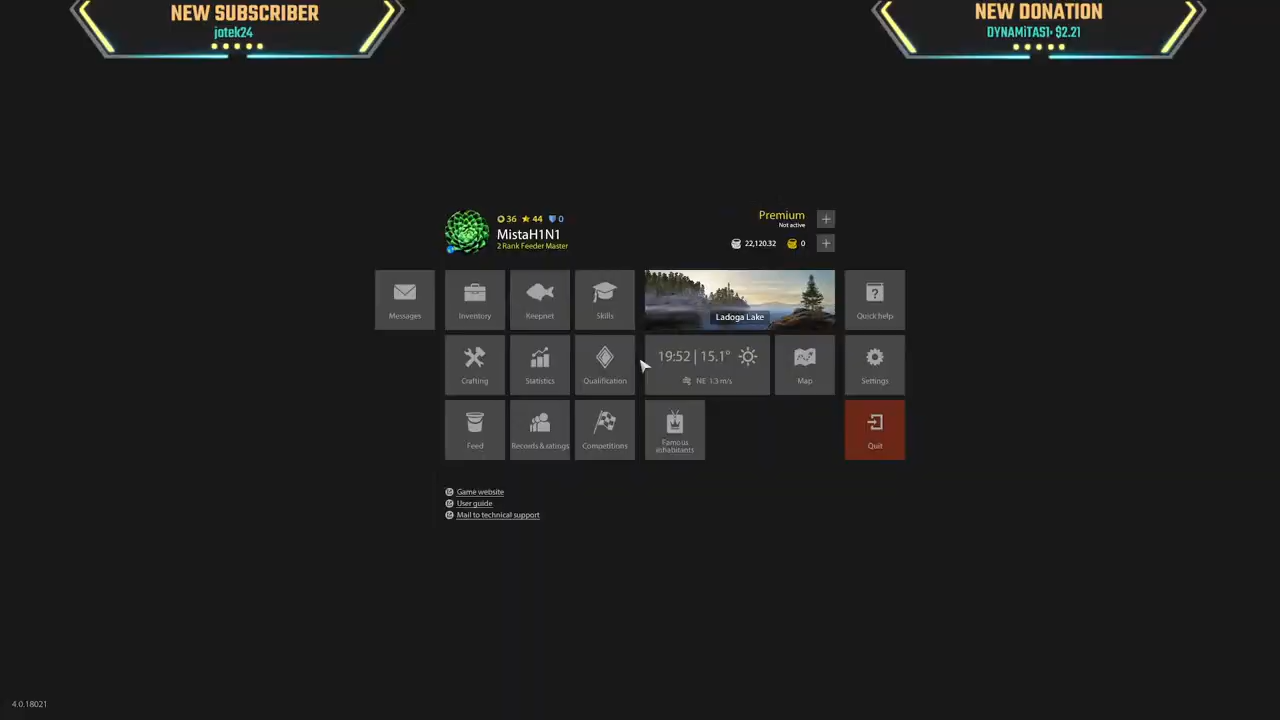 NEW SUBSCRIBER
jotek24
NEW DONATION
DYNAMiTAS1• $2.21
36 44 0
MistaH1N1
2 Rank Feeder Master
Premium
Not active
22,120.32 0
Messages
Inventory
Keepnet
Skills
Ladoga Lake
Quick help
Crafting
Statistics
Qualification
19:52 | 15.1°
NE 1.3 m/s
Map
Settings
Feed
Records & ratings
Competitions
Famous
inhabitants
Quit
Game website
User guide
Mail to technical support
4.0.18021